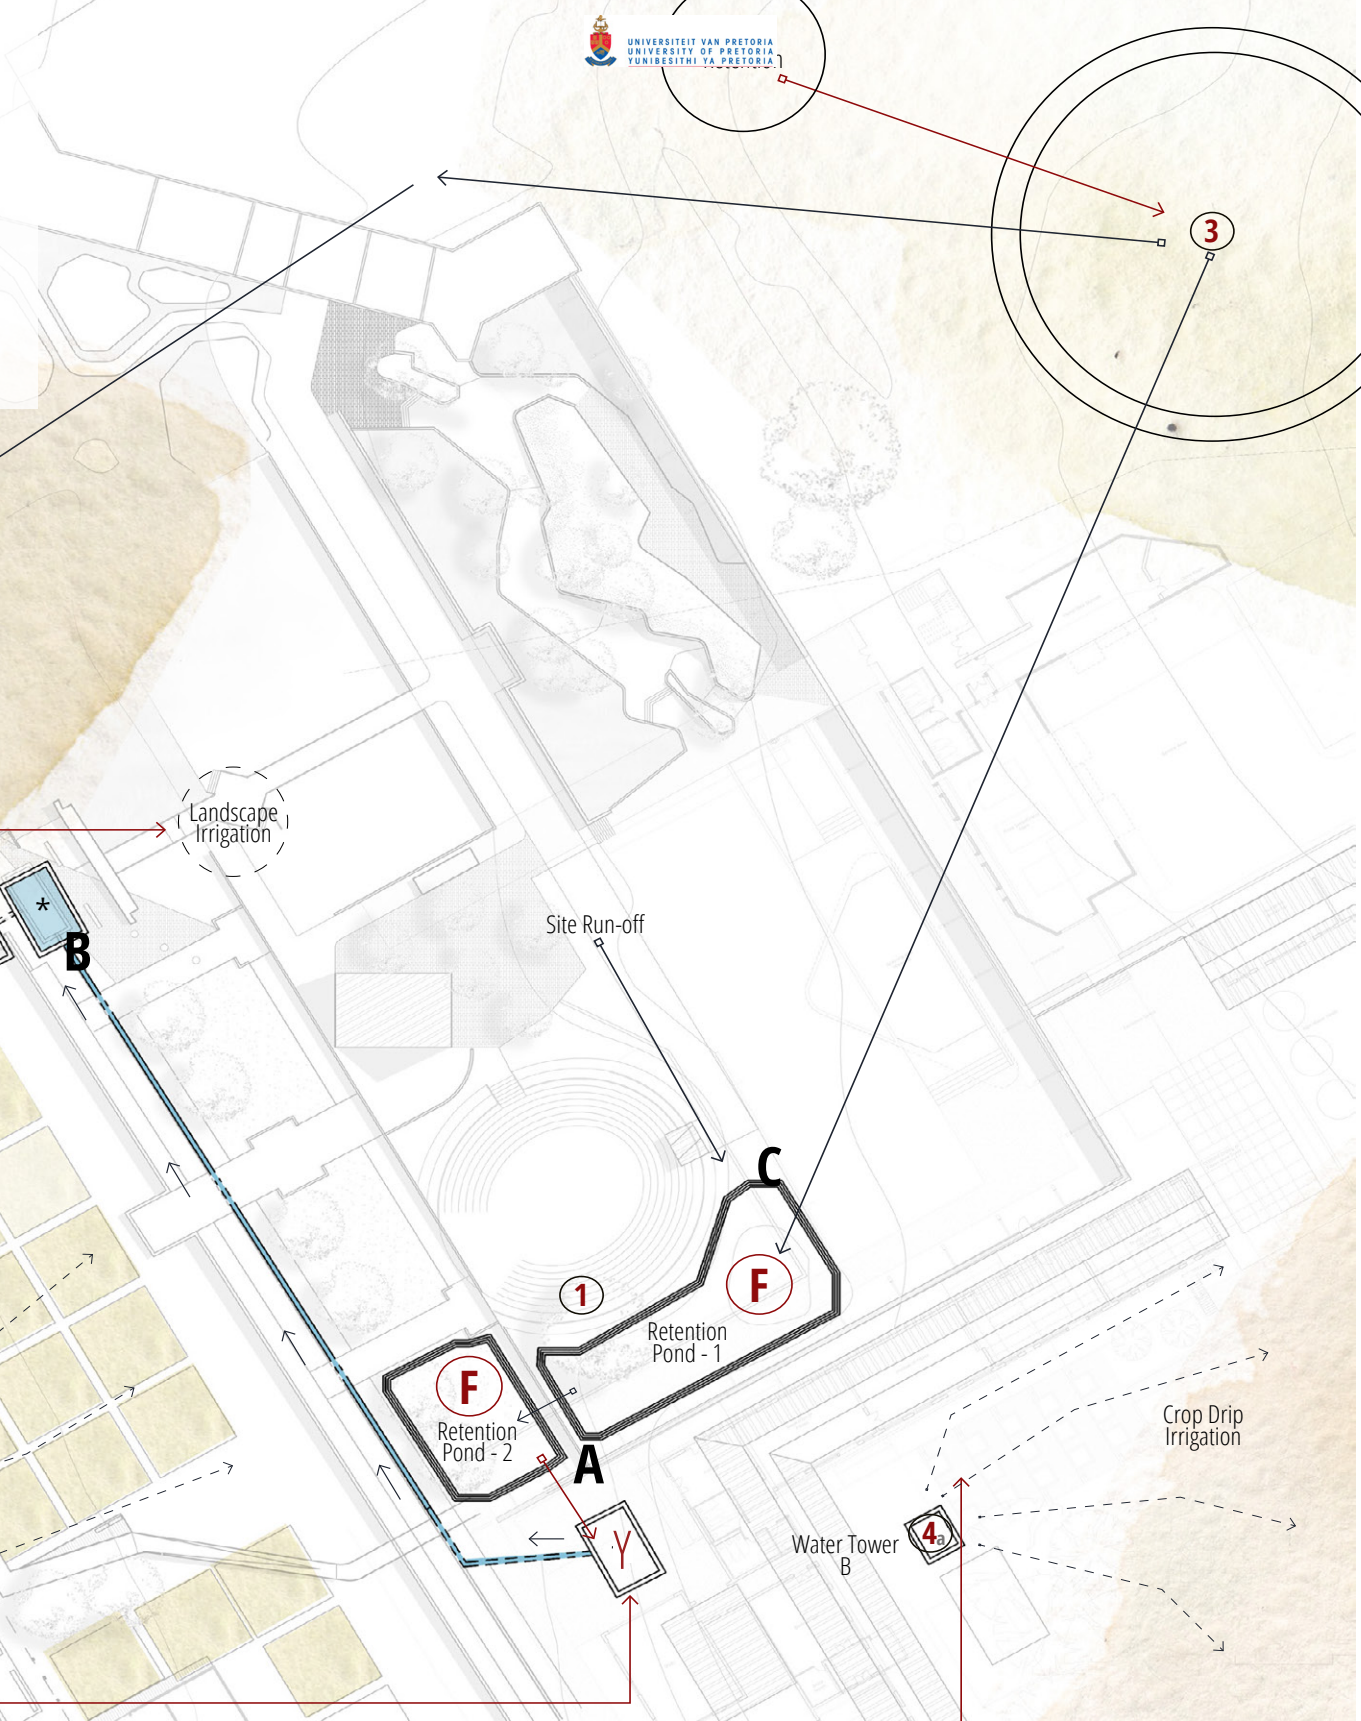 UNIVERSITEIT VAN PRETORIA
UNIVERSITY OF PRETORIA
YUNIBESITHI YA PRETORIA
3
Landscape
Irrigation
*
B
Site Run-off
C
F
1
Retention
Pond - 1
F
Retention
Pond - 2
A
Crop Drip
Irrigation
Y
4a
Water Tower
B